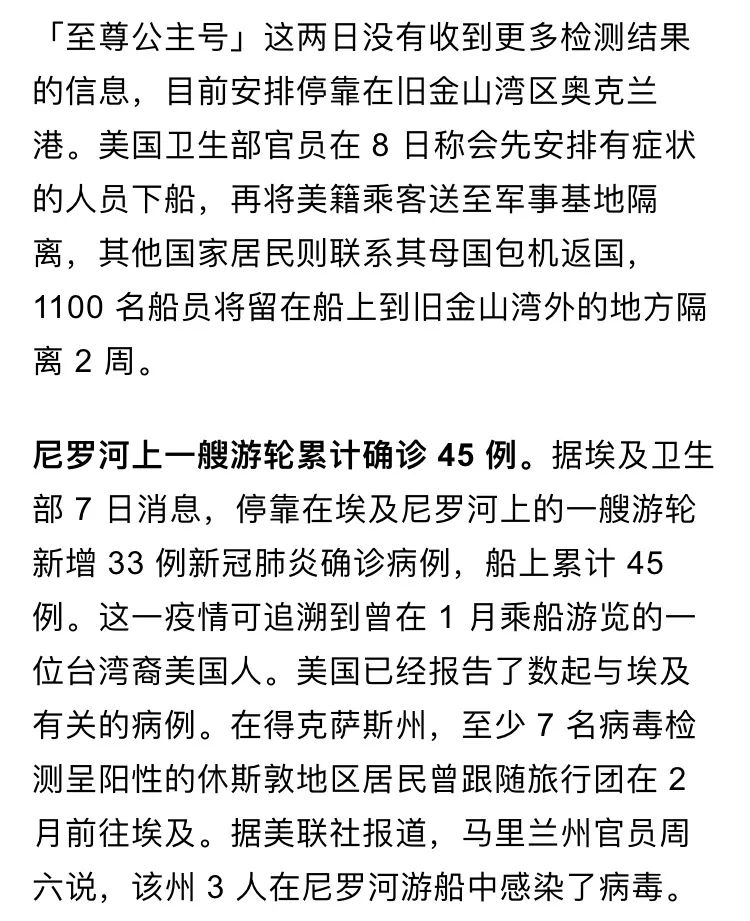 「至尊公主号」这两日没有收到更多检测结果
的信息，目前安排停靠在旧金山湾区奥克兰
港。美国卫生部官员在 8 日称会先安排有症状
的人员下船，再将美籍乘客送至军事基地隔
离，其他国家居民则联系其母国包机返国，
1100 名船员将留在船上到旧金山湾外的地方隔
离 2 周。
尼罗河上一艘游轮累计确诊 45 例。据埃及卫生
部 7 日消息，停靠在埃及尼罗河上的一艘游轮
新增 33 例新冠肺炎确诊病例，船上累计 45
例。这一疫情可追溯到曾在 1 月乘船游览的一
位台湾裔美国人。美国已经报告了数起与埃及
有关的病例。在得克萨斯州，至少 7 名病毒检
测呈阳性的休斯敦地区居民曾跟随旅行团在 2
月前往埃及。据美联社报道，马里兰州官员周
六说，该州 3 人在尼罗河游船中感染了病毒。